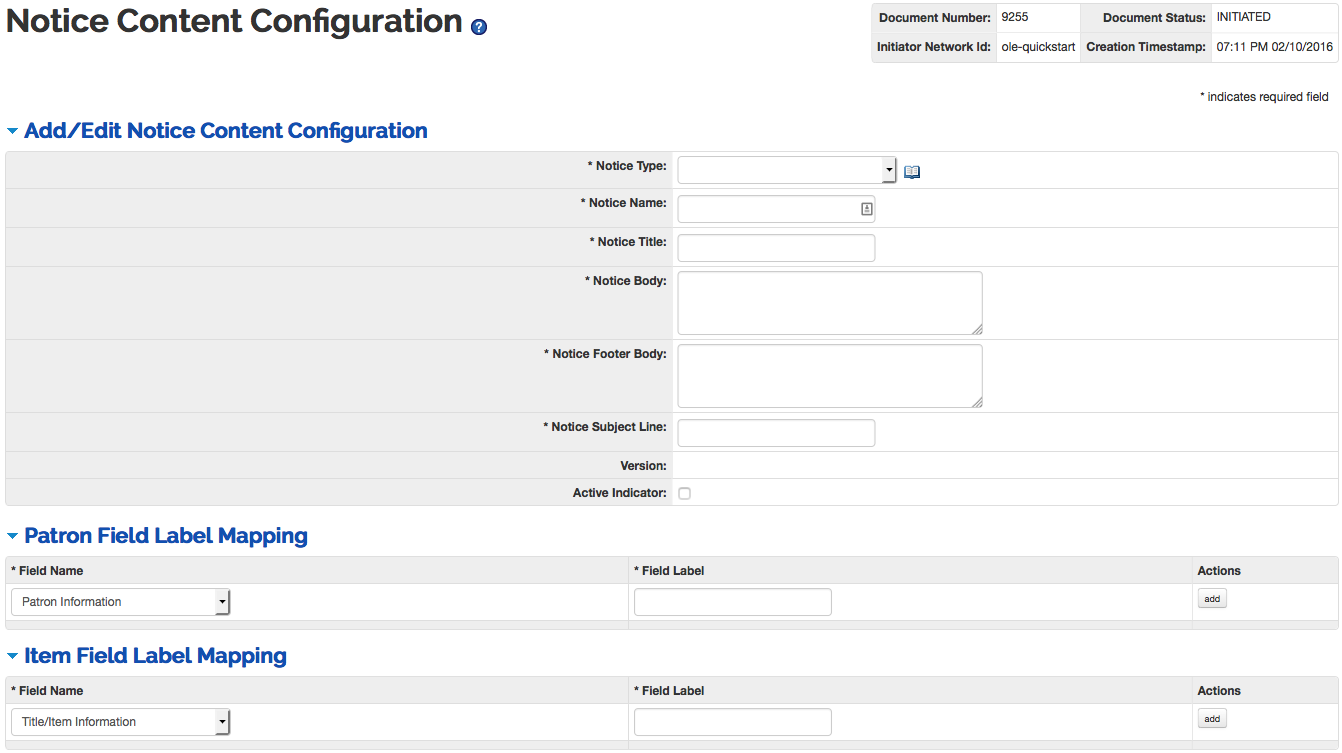 Notice Content Configuration ?
Document Number: 9255 Document Status: INITIATED
Initiator Network Id: ole-quickstart Creation Timestamp: 07:11 PM 02/10/2016
* indicates required field
Add/Edit Notice Content Configuration
* Notice Type:
* Notice Name:
* Notice Title:
* Notice Body:
* Notice Footer Body:
* Notice Subject Line:
Version:
Active Indicator:
Patron Field Label Mapping
* Field Name * Field Label Actions
Patron Information add
Item Field Label Mapping
* Field Name * Field Label Actions
Title/Item Information add